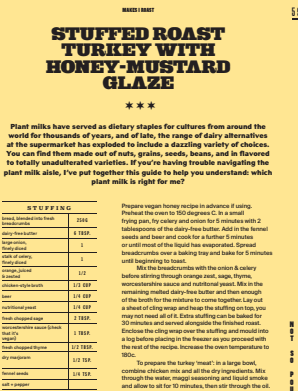 MAKES 1 ROAST
STUFFED ROAST
TURKEY WITH
HONEY-MUSTARD
GLAZE
Plant milks have served as dietary staples for cultures from around the
world for thousands of years, and of late, the range of dairy alternatives
at the supermarket has exploded to include a dazzling variety of choices.
You can find them made out of nuts, grains, seeds, beans, and in flavored
to totally unadulterated varieties. If you're having trouble navigating the
plant milk aisle, I've put together this guide to help you understand: which
plant milk is right for me?
STUFFING
bread, blended into fresh
breadcrumbs
250G
dairy-free butter
6 TBSP.
large onion,
finely diced
1
stalk of celery,
finely diced
1
orange, juiced
& zested
1/2
chicken-style broth
1/3 CUP
beer
1/4 CUP
nutritional yeast
1/4 CUP
fresh chopped sage
2 TBSP.
worcestershire sauce (check
that it's
vegan)
1 TBSP.
fresh chopped thyme
1/2 TBSP.
dry marjoram
1/2 TSP.
fennel seeds
1/4 TSP.
salt + pepper
Prepare vegan honey recipe in advance if using.
Preheat the oven to 150 degrees C. In a small
frying pan, fry celery and onion for 5 minutes with 2
tablespoons of the dairy-free butter. Add in the fennel
seeds and beer and cook for a further 5 minutes
or until most of the liquid has evaporated. Spread
breadcrumbs over a baking tray and bake for 5 minutes
until beginning to toast.
Mix the breadcrumbs with the onion & celery
before stirring through orange zest, sage, thyme,
worcestershire sauce and nutritional yeast. Mix in the
remaining melted dairy-free butter and then enough
of the broth for the mixture to come together. Lay out
a sheet of cling wrap and heap the stuffing on top, you
may not need all of it. Extra stuffing can be baked for
30 minutes and served alongside the finished roast.
Enclose the cling wrap over the stuffing and mould into
a log before placing in the freezer as you proceed with
the rest of the recipe. Increase the oven temperature to
180c.
To prepare the turkey 'meat': in a large bowl,
combine chicken mix and all the dry ingredients. Mix
through the water, maggi seasoning and liquid smoke
and allow to sit for 10 minutes, then stir through the oil.
NOT SO P